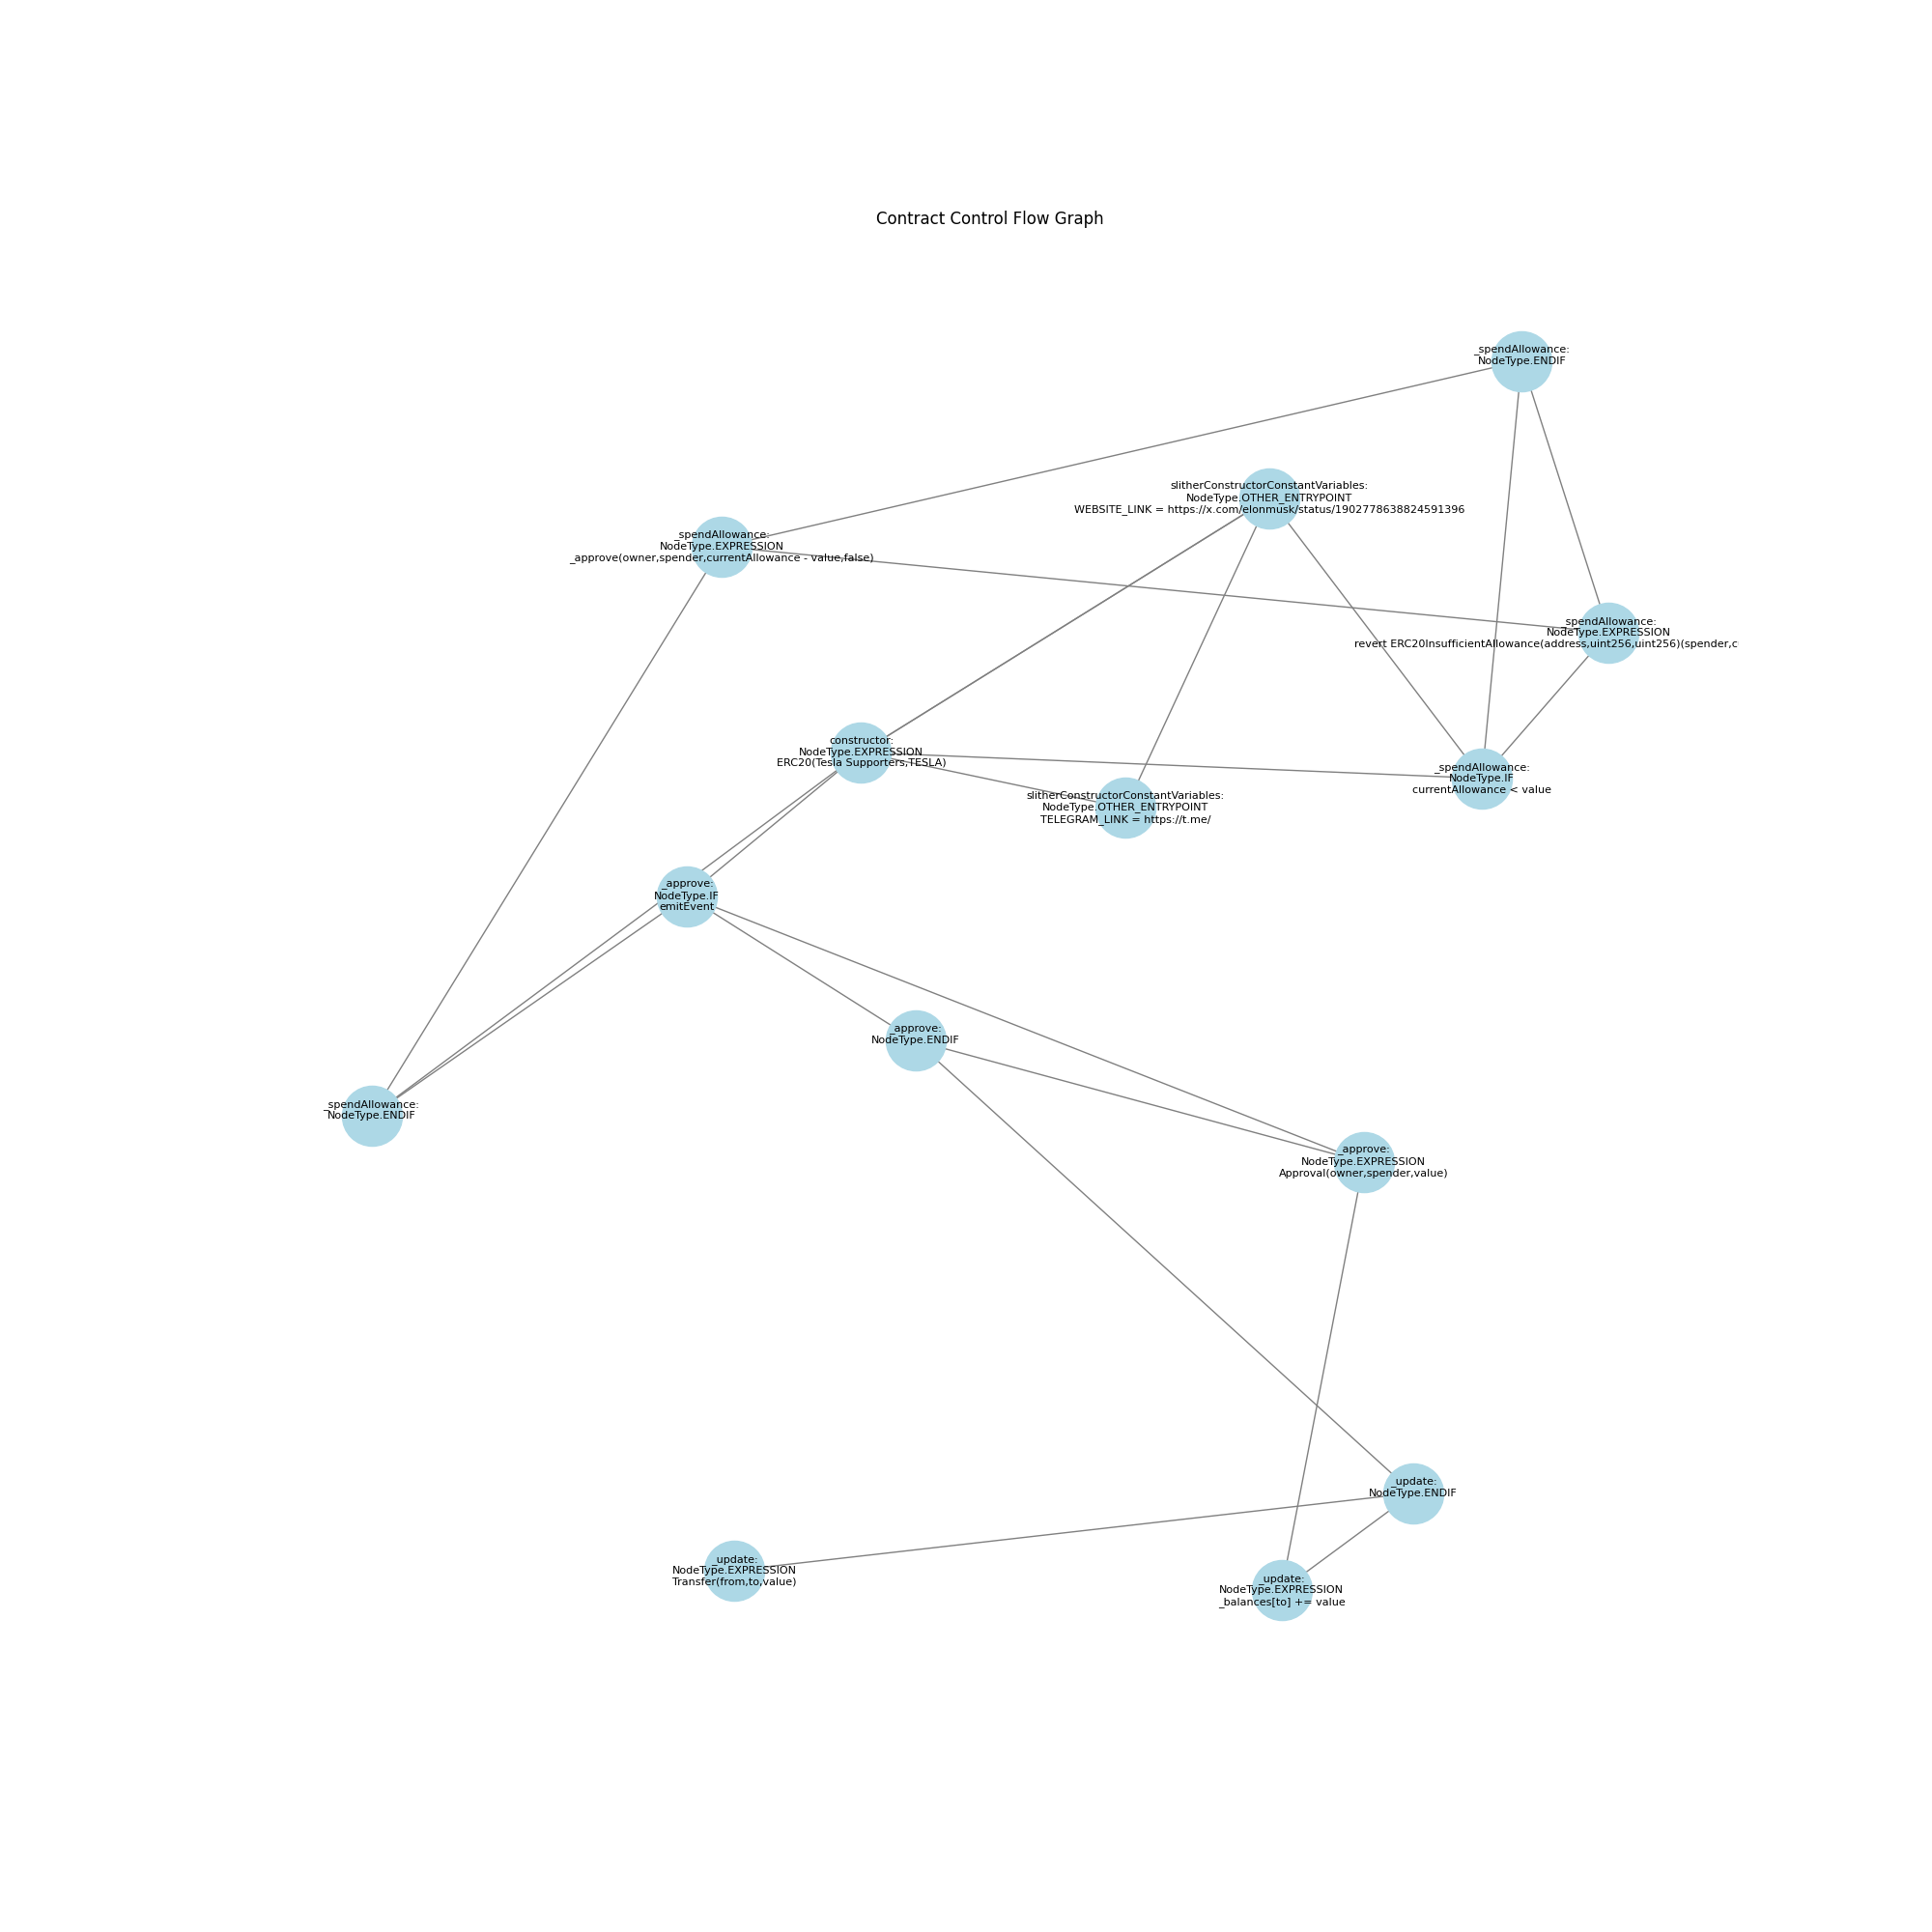 Contract Control Flow Graph
_spendAllowance:
NodeType.ENDIF
slitherConstructorConstantVariables:
NodeType.OTHER_ENTRYPOINT
WEBSITE_LINK = https://x.com/elonmusk/status/1902778638824591396
_spendAllowance:
NodeType.EXPRESSION
_approve(owner,spender,currentAllowance - value,false)
_spendAllowance:
NodeType.EXPRESSION
revert ERC20InsufficientAllowance(address,uint256,uint256)(spender,c
constructor:
NodeType.EXPRESSION
ERC20(Tesla Supporters,TESLA)
_spendAllowance:
NodeType.IF
currentAllowance < value
slitherConstructorConstantVariables:
NodeType.OTHER_ENTRYPOINT
TELEGRAM_LINK = https://t.me/
_approve:
NodeType.IF
emitEvent
_approve:
NodeType.ENDIF
_spendAllowance:
NodeType.ENDIF
_approve:
NodeType.EXPRESSION
Approval(owner,spender,value)
_update:
NodeType.ENDIF
_update:
NodeType.EXPRESSION
Transfer(from,to,value)
_update:
NodeType.EXPRESSION
_balances[to] += value